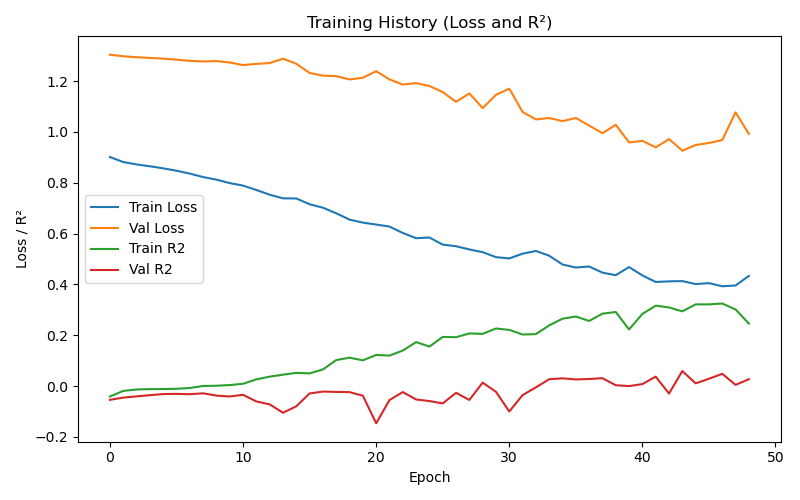 Training History (Loss and R²)
Loss / R²
1.2
1.0
0.8
0.6
0.4
0.2
0.0
−0.2
Train Loss
Val Loss
Train R2
Val R2
0 10 20 30 40 50
Epoch